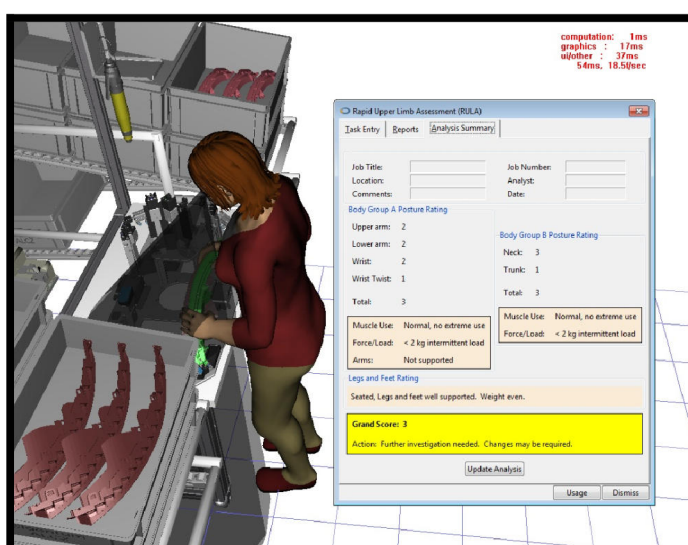 computation: 1ms
graphics : 17ms
ui/other : 37ms
54ms, 18.5f/sec
Rapid Upper Limb Assessment (RULA)
Task Entry Reports Analysis Summary
Job Title: Job Number:
Location: Analyst:
Comments: Date:
Body Group A Posture Rating
Upper arm: 2
Lower arm: 2
Wrist: 2
Wrist Twist: 1
Total: 3
Muscle Use: Normal, no extreme use
Force/Load: < 2 kg intermittent load
Arms: Not supported
Body Group B Posture Rating
Neck: 3
Trunk: 1
Total: 3
Muscle Use: Normal, no extreme use
Force/Load: < 2 kg intermittent load
Legs and Feet Rating
Seated, Legs and feet well supported. Weight even.
Grand Score: 3
Action: Further investigation needed. Changes may be required.
Update Analysis
Usage Dismiss